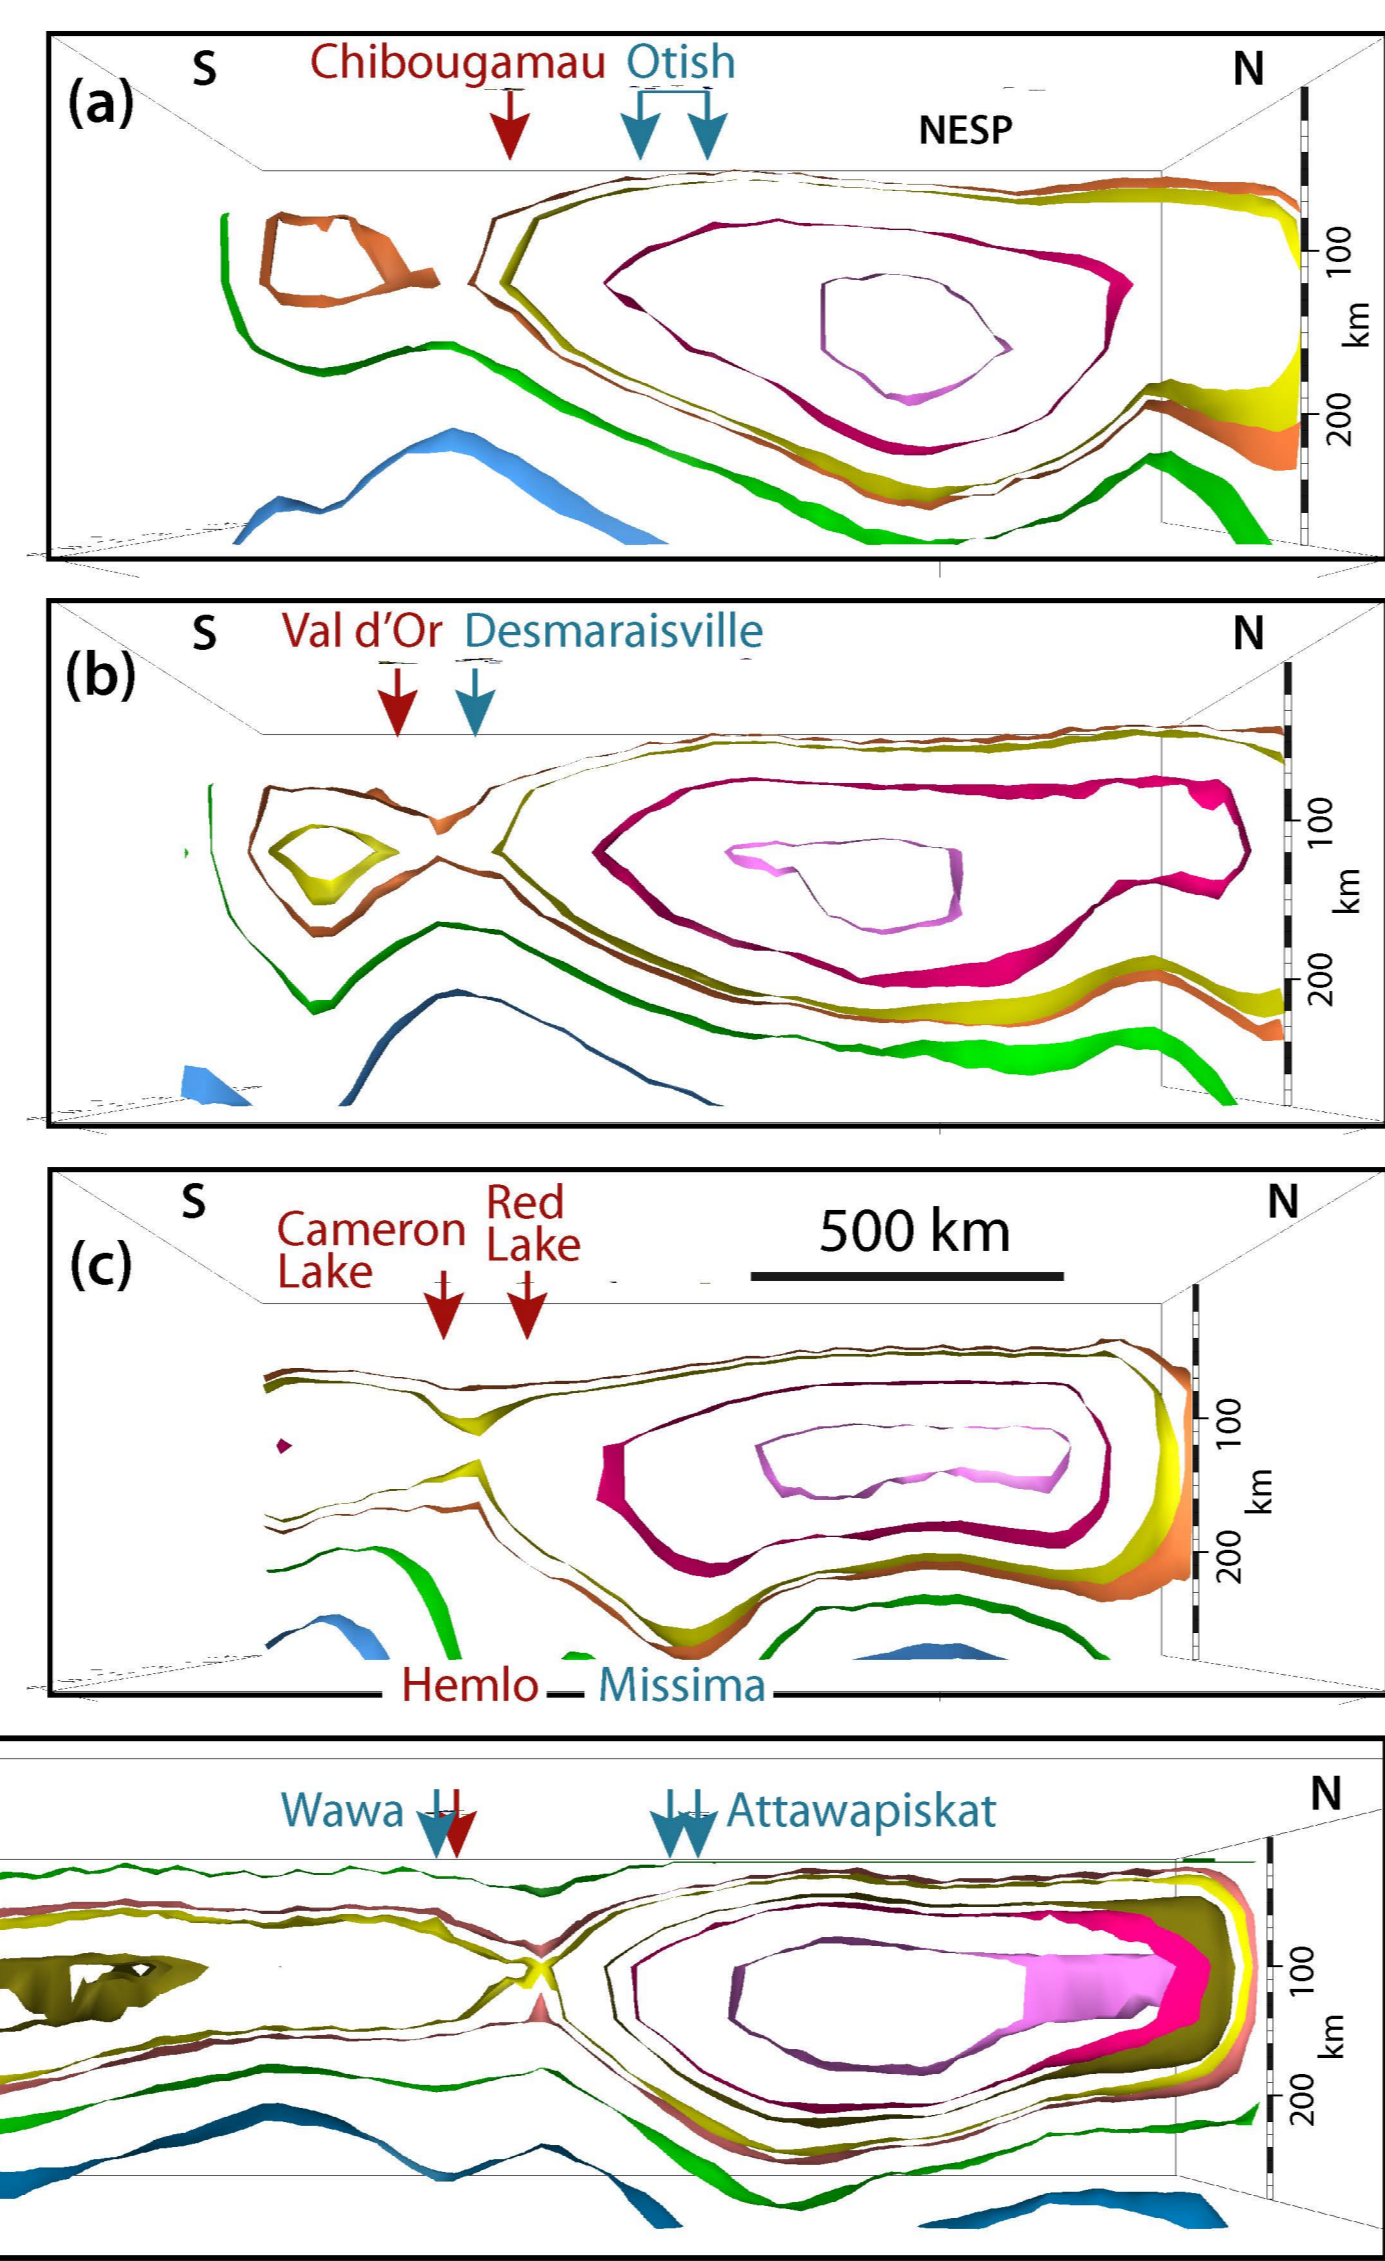 (a)
S
Chibougamau Otish
N
NESP
100
200
km
(b)
S
Val d'Or Desmaraisville
N
100
200
km
(c)
S
Cameron
Lake
Red
Lake
500 km
N
100
200
km
Hemlo Missima
Wawa
Attawapiskat
N
100
200
km